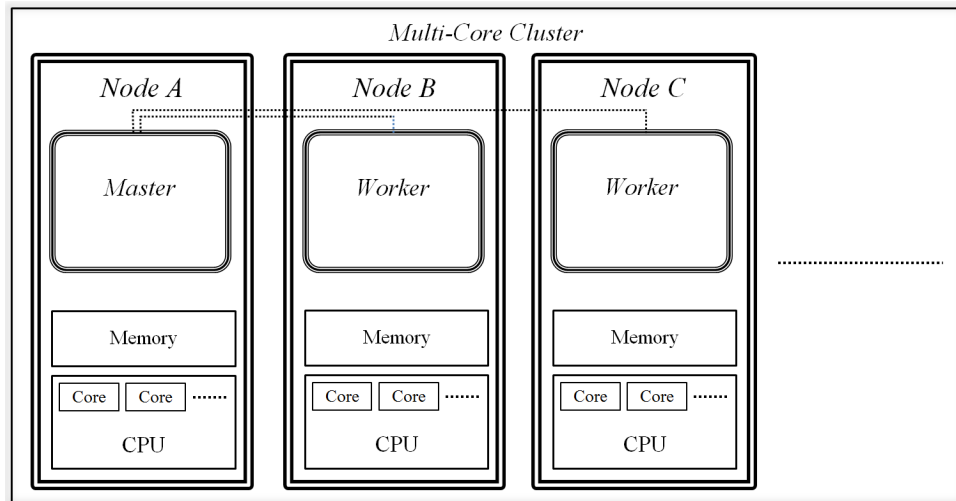 Multi-Core Cluster
Node A
Node B
Node C
Master
Worker
Worker
Memory
Memory
Memory
Core Core ......
Core Core ......
Core Core ......
CPU
CPU
CPU